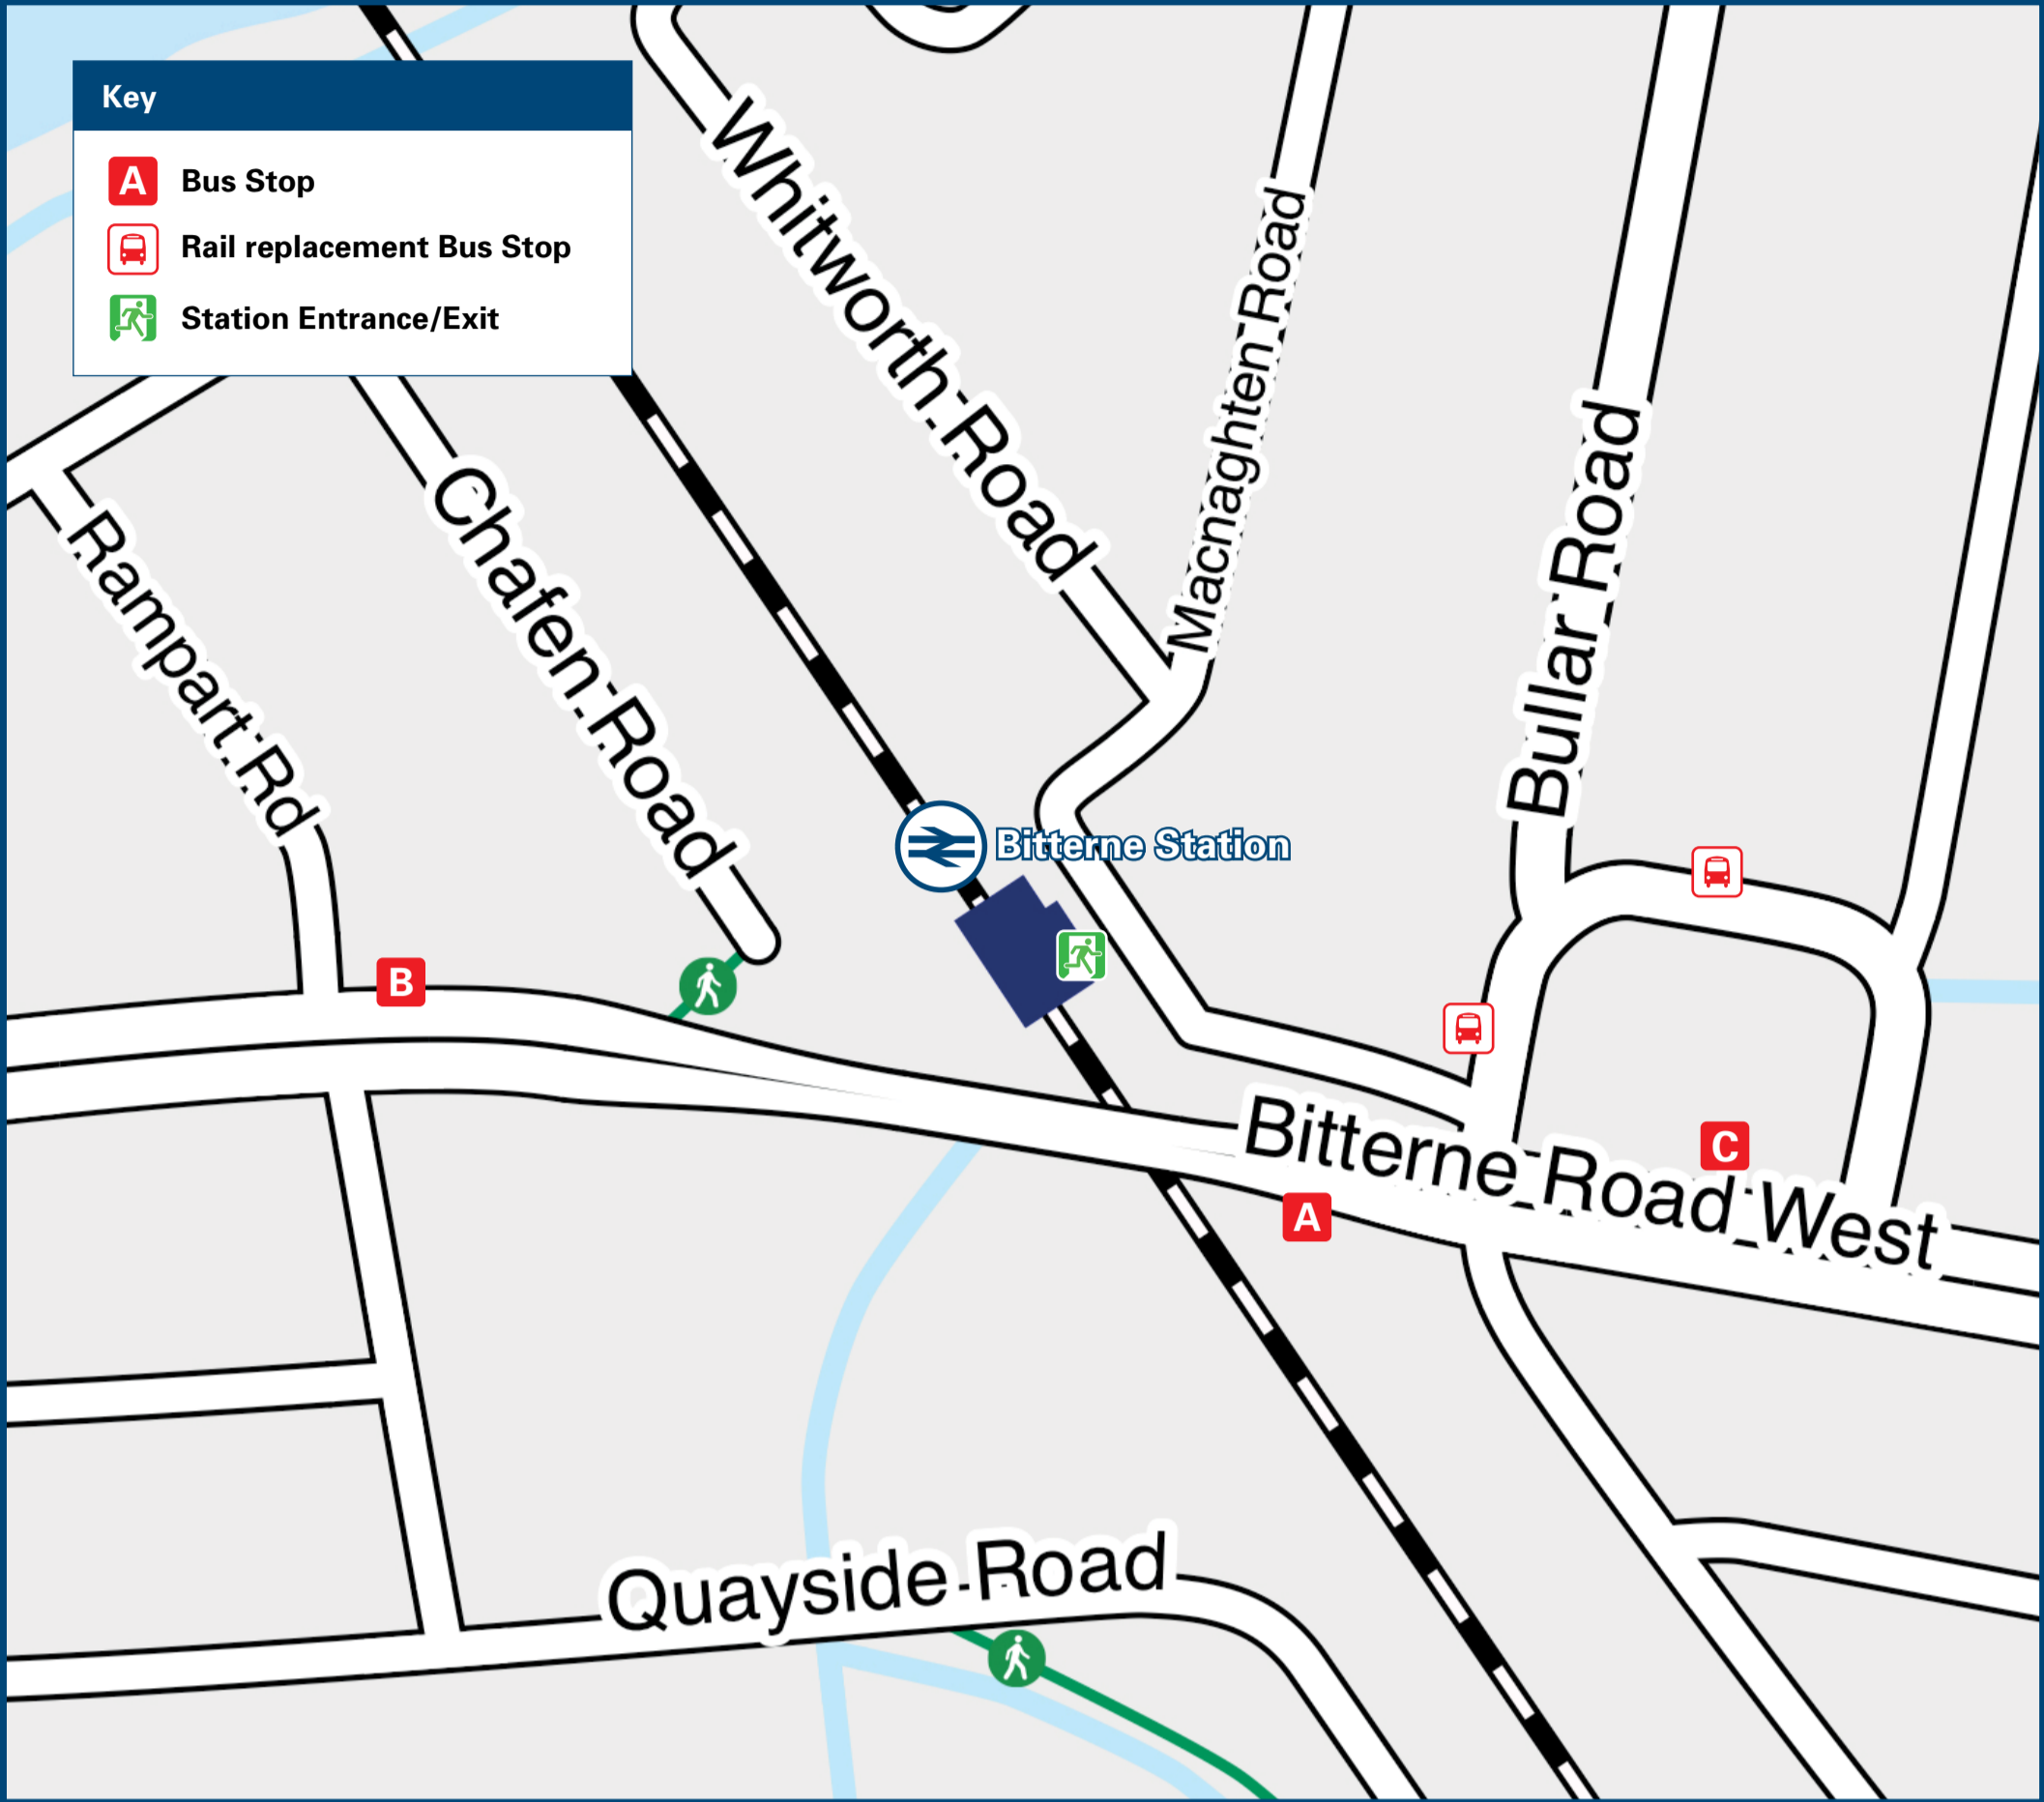 Key
A Bus Stop
Rail replacement Bus Stop
Station Entrance/Exit
Whitworth Road
Macnaghten Road
Bullar Road
Chafen Road
Rampart Rd
Bitterne Station
B
C
Bitterne Road West
A
Quayside Road